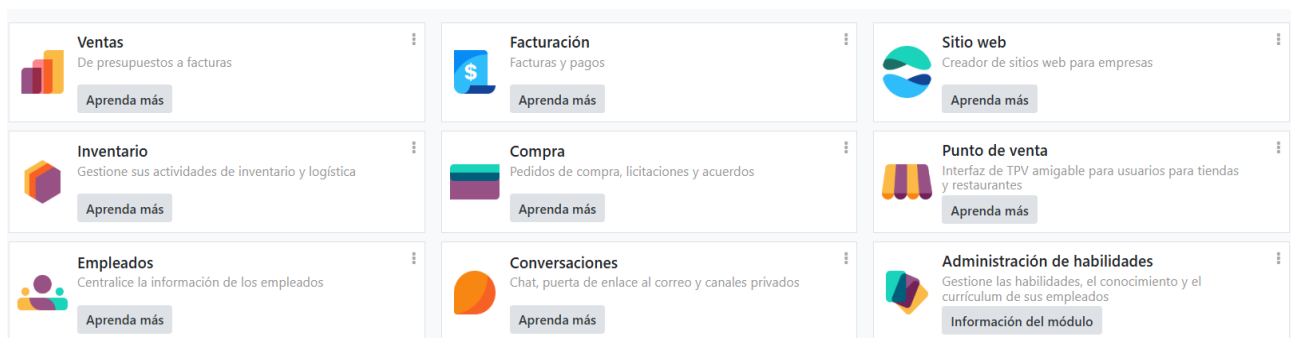 Ventas
De presupuestos a facturas
Aprenda más
Facturación
Facturas y pagos
Aprenda más
Sitio web
Creador de sitios web para empresas
Aprenda más
Inventario
Gestione sus actividades de inventario y logística
Aprenda más
Compra
Pedidos de compra, licitaciones y acuerdos
Aprenda más
Punto de venta
Interfaz de TPV amigable para usuarios para tiendas
y restaurantes
Aprenda más
Empleados
Centralice la información de los empleados
Aprenda más
Conversaciones
Chat, puerta de enlace al correo y canales privados
Aprenda más
Administración de habilidades
Gestione las habilidades, el conocimiento y el
currículum de sus empleados
Información del módulo